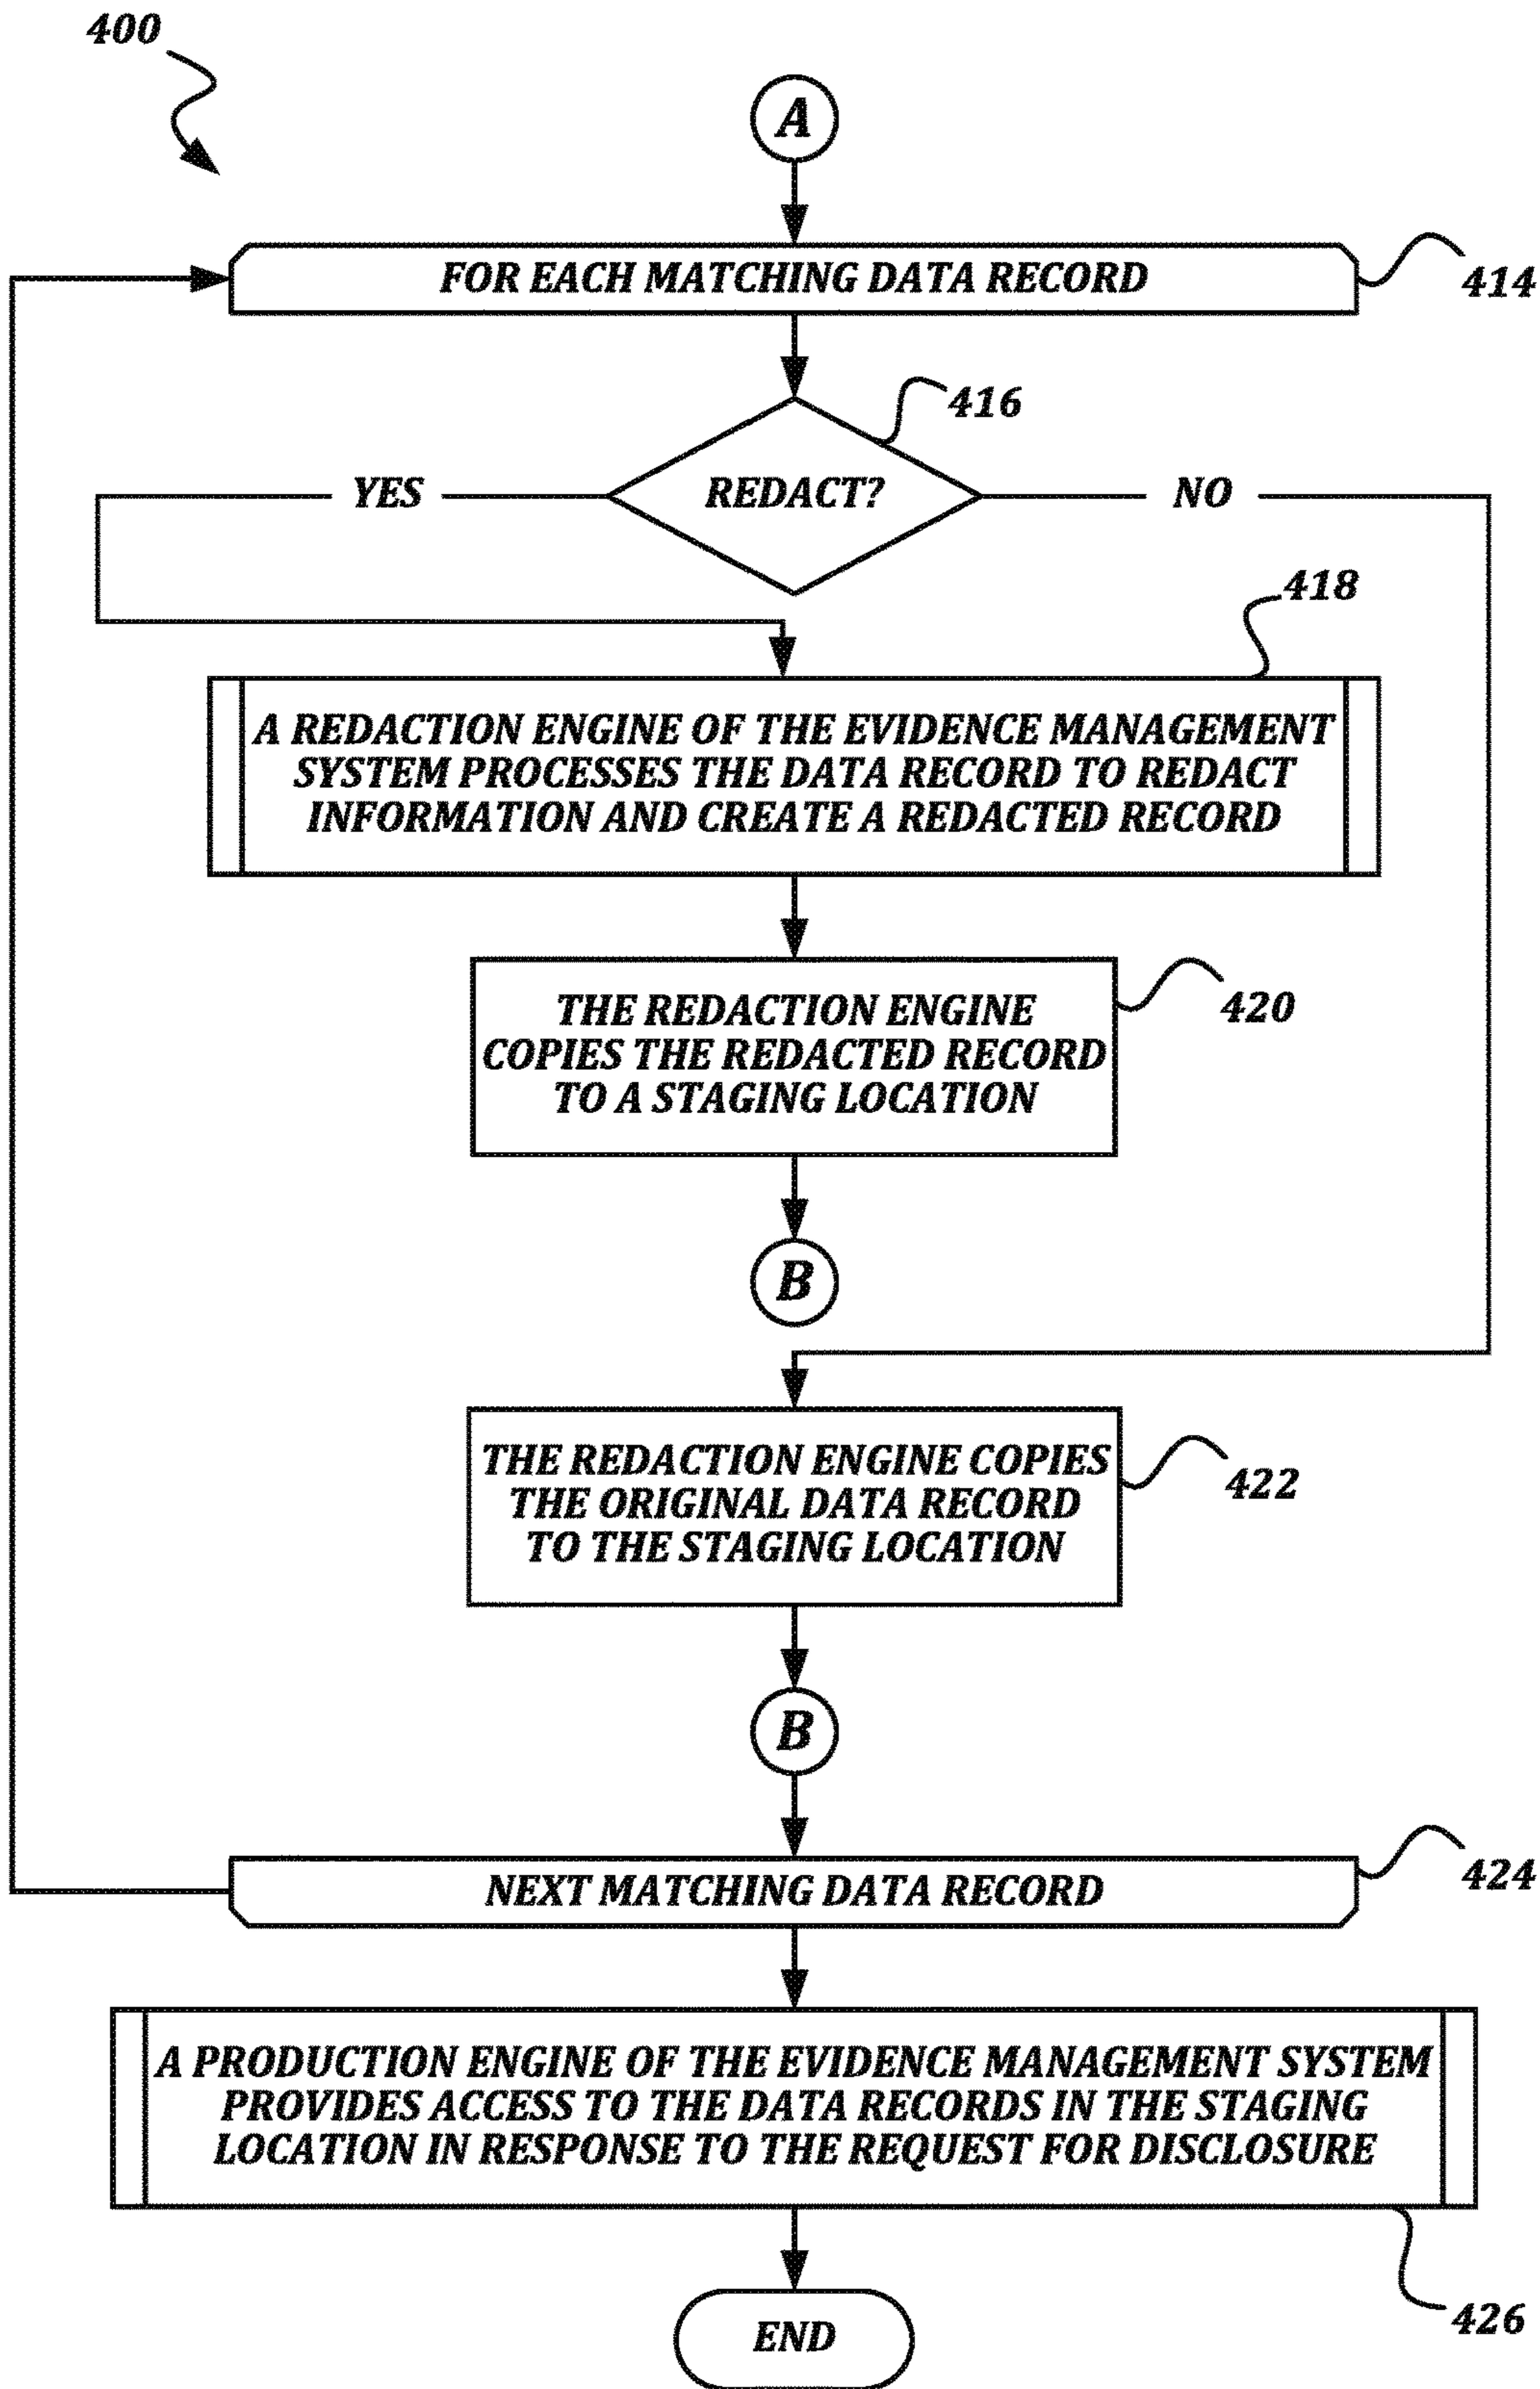 400
A
FOR EACH MATCHING DATA RECORD
414
416
YES
REDACT?
NO
418
A REDACTION ENGINE OF THE EVIDENCE MANAGEMENT
SYSTEM PROCESSES THE DATA RECORD TO REDACT
INFORMATION AND CREATE A REDACTED RECORD
THE REDACTION ENGINE
COPIES THE REDACTED RECORD
TO A STAGING LOCATION
420
B
THE REDACTION ENGINE COPIES
THE ORIGINAL DATA RECORD
TO THE STAGING LOCATION
422
B
NEXT MATCHING DATA RECORD
424
A PRODUCTION ENGINE OF THE EVIDENCE MANAGEMENT SYSTEM
PROVIDES ACCESS TO THE DATA RECORDS IN THE STAGING
LOCATION IN RESPONSE TO THE REQUEST FOR DISCLOSURE
426
END